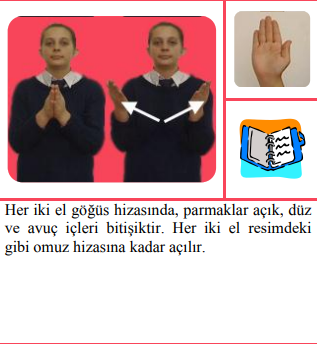 Her iki el göğüs hizasında, parmaklar açık, düz
ve avuç içleri bitişiktir. Her iki el resimdeki
gibi omuz hizasına kadar açılır.